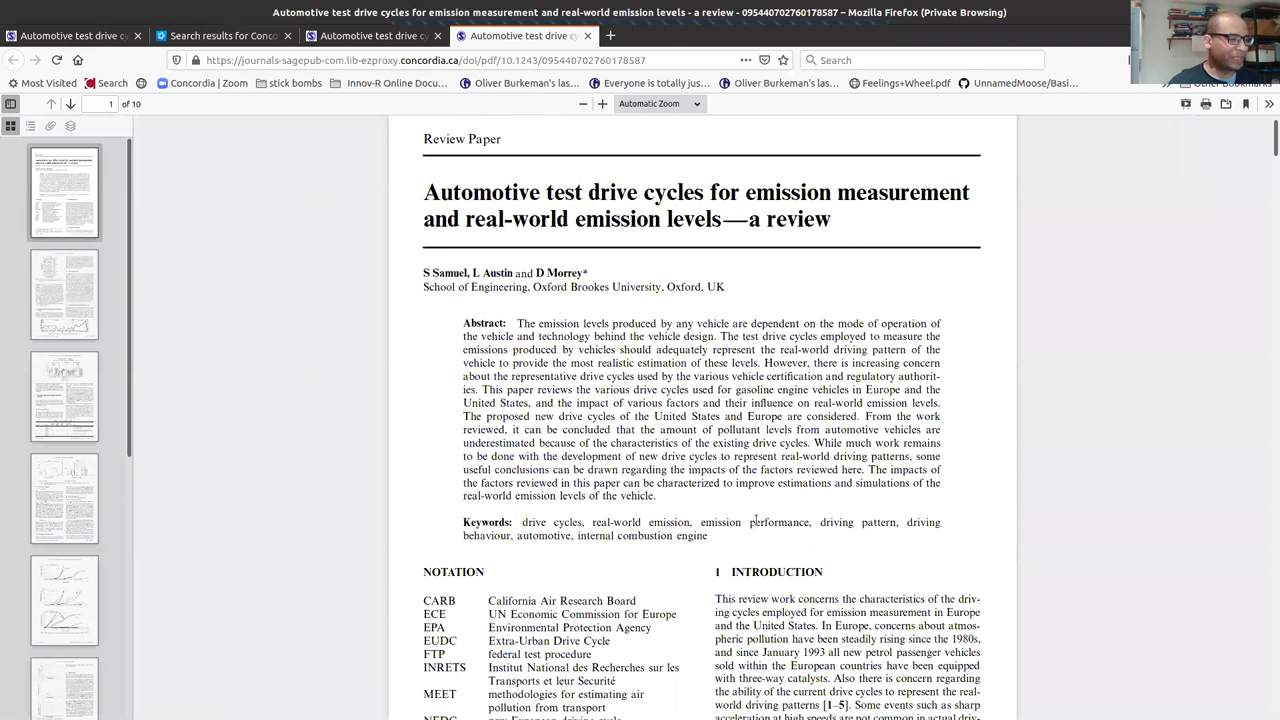 Automotive test drive cycles for emission measurement and real-world emission levels - a review - 095440702760178587 — Mozilla Firefox (Private Browsing)
Automotive test drive cy
Search results for Conco
Automotive test drive cy
Automotive test drive cy
https://journals-sagepub-com.lib-ezproxy.concordia.ca/doi/pdf/10.1243/095440702760178587
Search
Most Visited
Search
Concordia | Zoom
stick bombs
Innov-R Online Docu…
Oliver Burkeman's las…
Everyone is totally jus…
Oliver Burkeman's las…
Feelings+Wheel.pdf
UnnamedMoose/Basi…
Other Bookmarks
1 of 10
Automatic Zoom
Review Paper
Automotive test drive cycles for emission measurement
and real-world emission levels—a review
S Samuel, L Austin and D Morrey*
School of Engineering, Oxford Brookes University, Oxford, UK
Abstract: The emission levels produced by any vehicle are dependent on the mode of operation of
the vehicle and technology behind the vehicle design. The test drive cycles employed to measure the
emissions produced by vehicles should adequately represent the real-world driving pattern of the
vehicle to provide the most realistic estimation of these levels. However, there is increasing concern
about the representative drive cycles used by the various vehicle certification and regulatory authorit-
ies. This paper reviews the various drive cycles used for gasoline engine vehicles in Europe and the
United States, and the impact of various factors and their influence on real-world emission levels.
The proposed new drive cycles of the United States and Europe are considered. From the work
reviewed, it can be concluded that the amount of pollutant levels from automotive vehicles are
underestimated because of the characteristics of the existing drive cycles. While much work remains
to be done with the development of new drive cycles to represent real-world driving patterns, some
useful conclusions can be drawn regarding the impacts of the factors reviewed here. The impacts of
the factors reviewed in this paper can be characterized to improve estimations and simulations of the
real-world emission levels of the vehicle.
Keywords: drive cycles, real-world emission, emission performance, driving pattern, driving
behaviour, automotive, internal combustion engine
NOTATION
CARB California Air Research Board
ECE UN Economic Commission for Europe
EPA Environmental Protection Agency
EUDC Extra-Urban Drive Cycle
FTP federal test procedure
INRETS Institut National des Recherches sur les
Transports et leur Securité
MEET methodologies for estimating air
pollution from transport
NEDC new European driving cycle
1 INTRODUCTION
This review work concerns the characteristics of the driv-
ing cycles employed for emission measurement in Europe
and the United States. In Europe, concerns about atmos-
pheric pollution have been steadily rising since the 1980s,
and since January 1993 all new petrol passenger vehicles
sold within the European countries have been equipped
with three-way catalysts. Also there is concern regarding
the ability of the current drive cycles to represent the real-
world driving patterns [1–5]. Some events such as sharp
acceleration at high speeds are not common in actual driv-